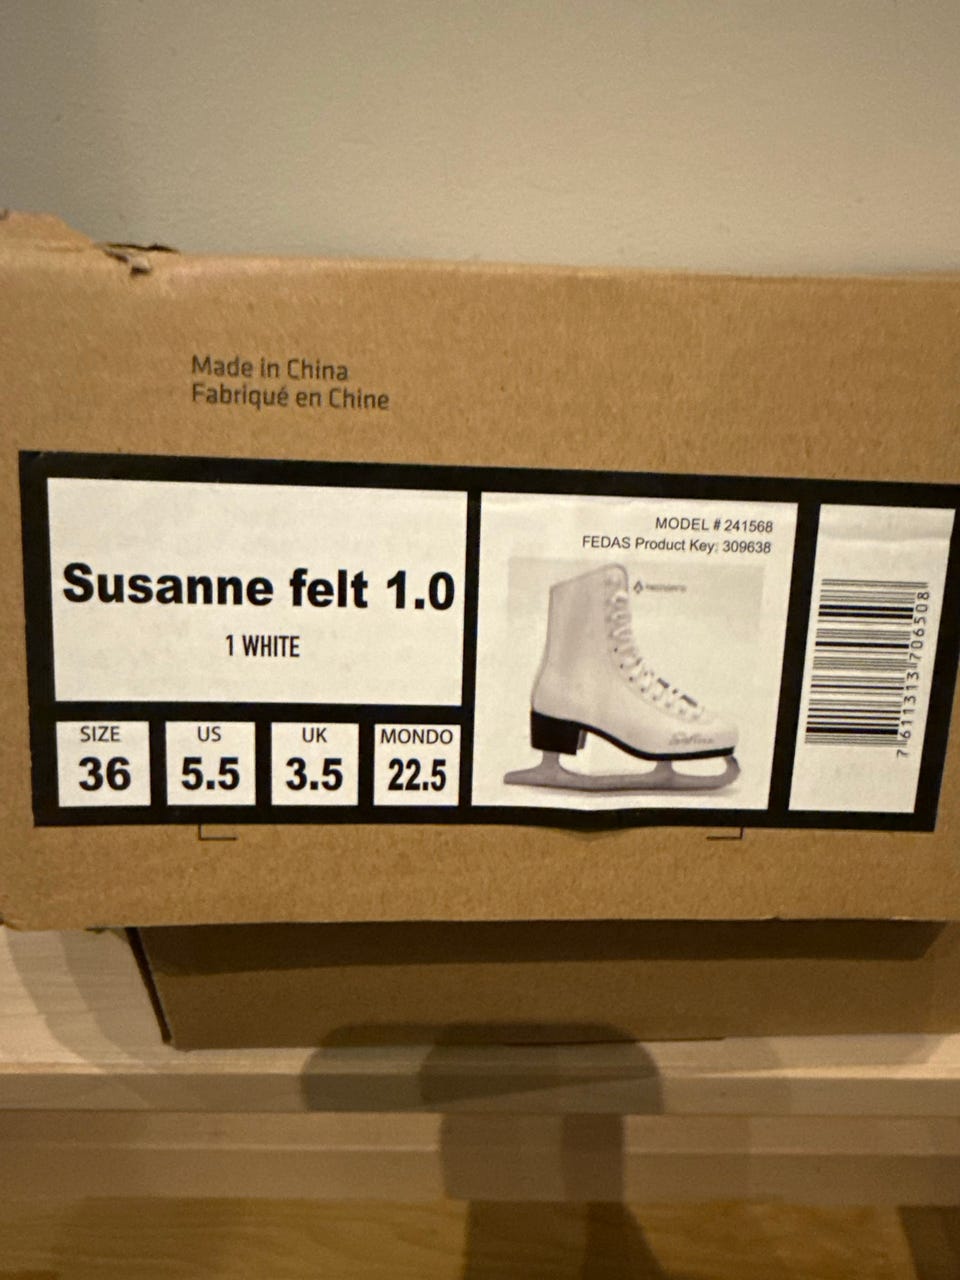 Made in China
Fabriqué en Chine
Susanne felt 1.0
1 WHITE
SIZE
36
US
5.5
UK
3.5
MONDO
22.5
MODEL # 241568
FEDAS Product Key: 309638
7611313706508